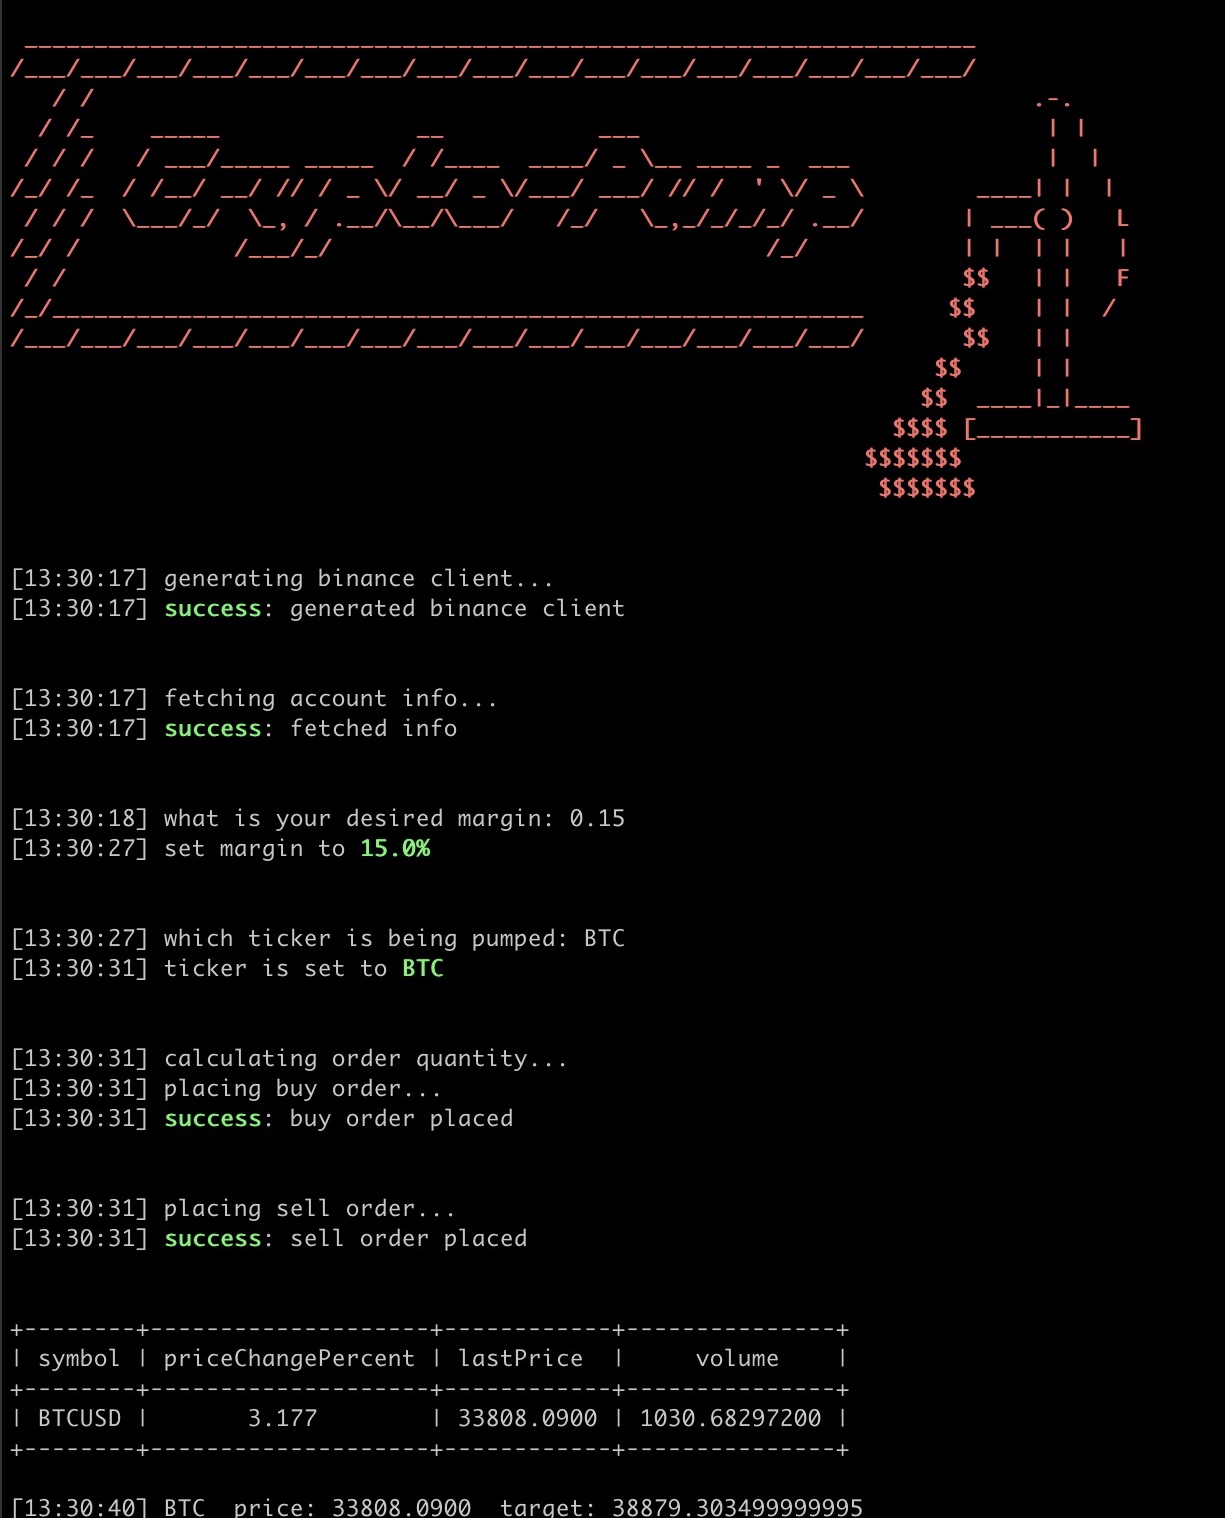 Crypto-Pump
$$
$$
$$
$$
$$
$$$$
$$$$$$$
$$$$$$$
[13:30:17] generating binance client...
[13:30:17] success: generated binance client
[13:30:17] fetching account info...
[13:30:17] success: fetched info
[13:30:18] what is your desired margin: 0.15
[13:30:27] set margin to 15.0%
[13:30:27] which ticker is being pumped: BTC
[13:30:31] ticker is set to BTC
[13:30:31] calculating order quantity...
[13:30:31] placing buy order...
[13:30:31] success: buy order placed
[13:30:31] placing sell order...
[13:30:31] success: sell order placed
| symbol | priceChangePercent | lastPrice | volume |
| BTCUSD | 3.177 | 33808.0900 | 1030.68297200 |
[13:30:40] BTC price: 33808.0900 target: 38879.303499999995